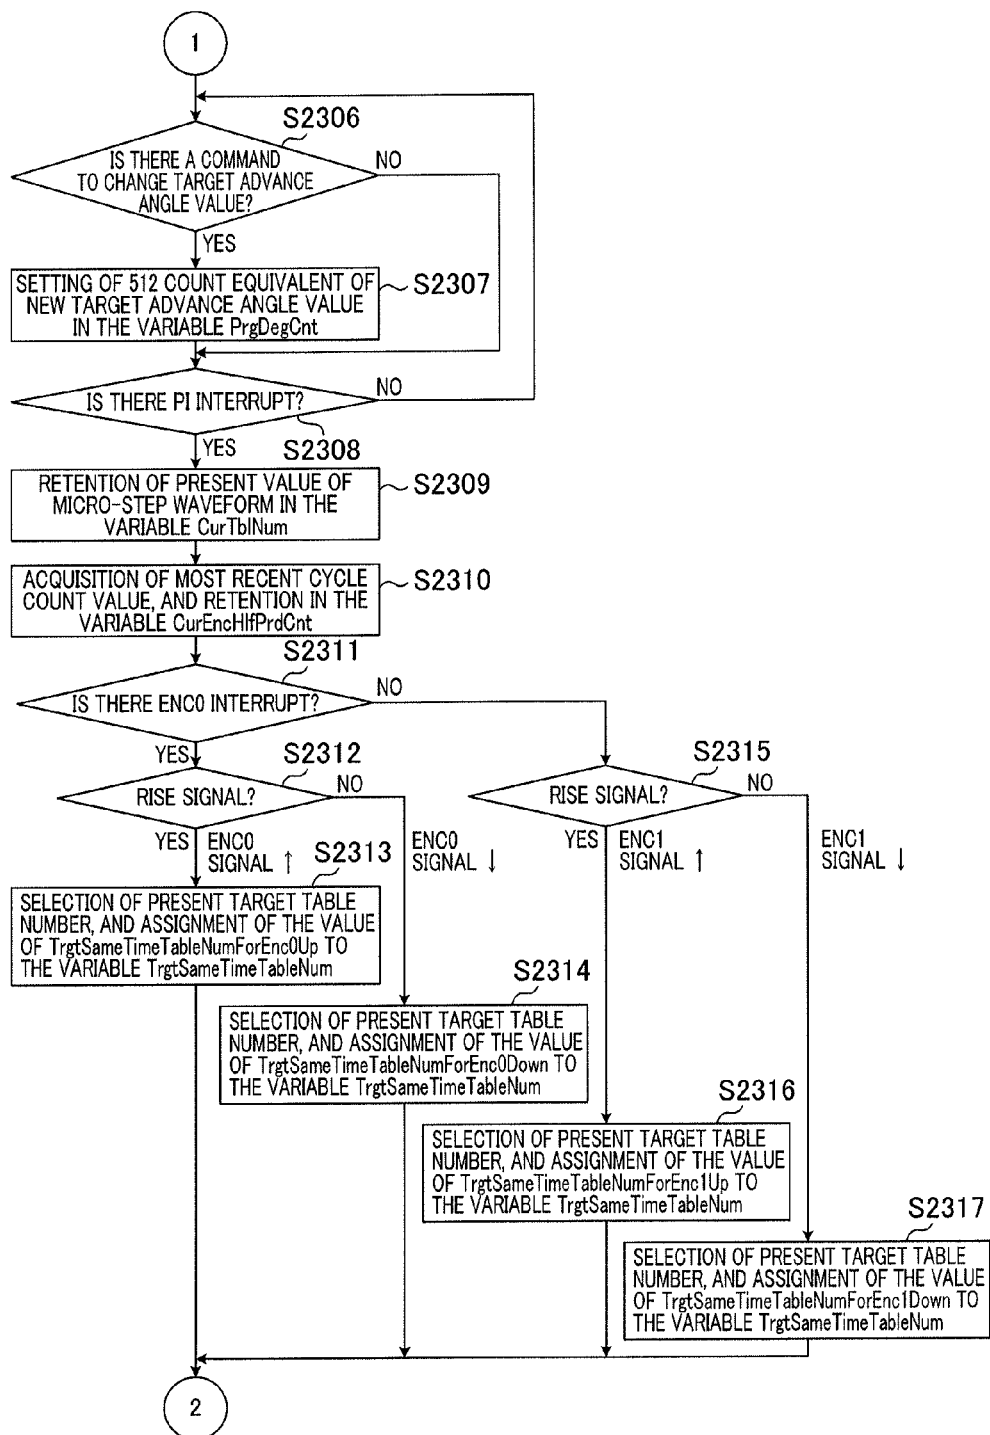 1
S2306
IS THERE A COMMAND
TO CHANGE TARGET ADVANCE
ANGLE VALUE?
NO
YES
SETTING OF 512 COUNT EQUIVALENT OF
NEW TARGET ADVANCE ANGLE VALUE
IN THE VARIABLE PrgDegCnt
S2307
IS THERE PI INTERRUPT?
NO
S2308
YES
RETENTION OF PRESENT VALUE OF
MICRO-STEP WAVEFORM IN THE
VARIABLE CurTblNum
S2309
ACQUISITION OF MOST RECENT CYCLE
COUNT VALUE, AND RETENTION IN THE
VARIABLE CurEncHlfPrdCnt
S2310
S2311
IS THERE ENC0 INTERRUPT?
NO
YES
S2312
RISE SIGNAL?
NO
S2315
RISE SIGNAL?
NO
YES
ENC0
SIGNAL ↑
ENC0
SIGNAL ↓
YES
ENC1
SIGNAL ↑
ENC1
SIGNAL ↓
S2313
SELECTION OF PRESENT TARGET TABLE
NUMBER, AND ASSIGNMENT OF THE VALUE
OF TrgtSameTimeTableNumForEnc0Up TO
THE VARIABLE TrgtSameTimeTableNum
S2314
SELECTION OF PRESENT TARGET TABLE
NUMBER, AND ASSIGNMENT OF THE VALUE
OF TrgtSameTimeTableNumForEnc0Down TO
THE VARIABLE TrgtSameTimeTableNum
S2316
SELECTION OF PRESENT TARGET TABLE
NUMBER, AND ASSIGNMENT OF THE VALUE
OF TrgtSameTimeTableNumForEnc1Up TO
THE VARIABLE TrgtSameTimeTableNum
S2317
SELECTION OF PRESENT TARGET TABLE
NUMBER, AND ASSIGNMENT OF THE VALUE
OF TrgtSameTimeTableNumForEnc1Down TO
THE VARIABLE TrgtSameTimeTableNum
2